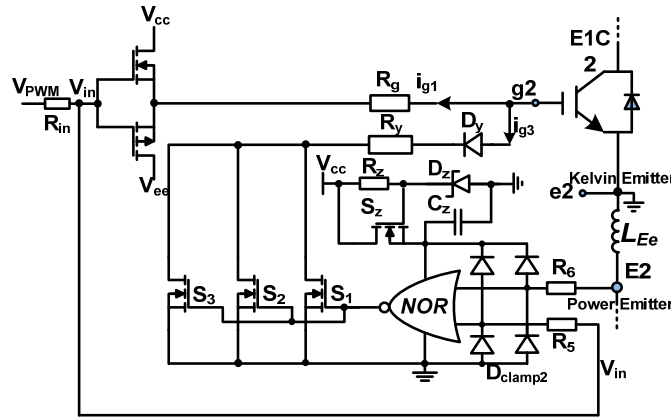 Vcc
E1C
2
VPWM
Vin
Rg
ig1
g2
Rin
Ry
Dy
ig3
Vee
Vcc
Rz
Dz
Cz
Sz
e2
Kelvin Emitter
LEe
S3
S2
S1
NOR
R6
E2
Power Emitter
R5
Dclamp2
Vin